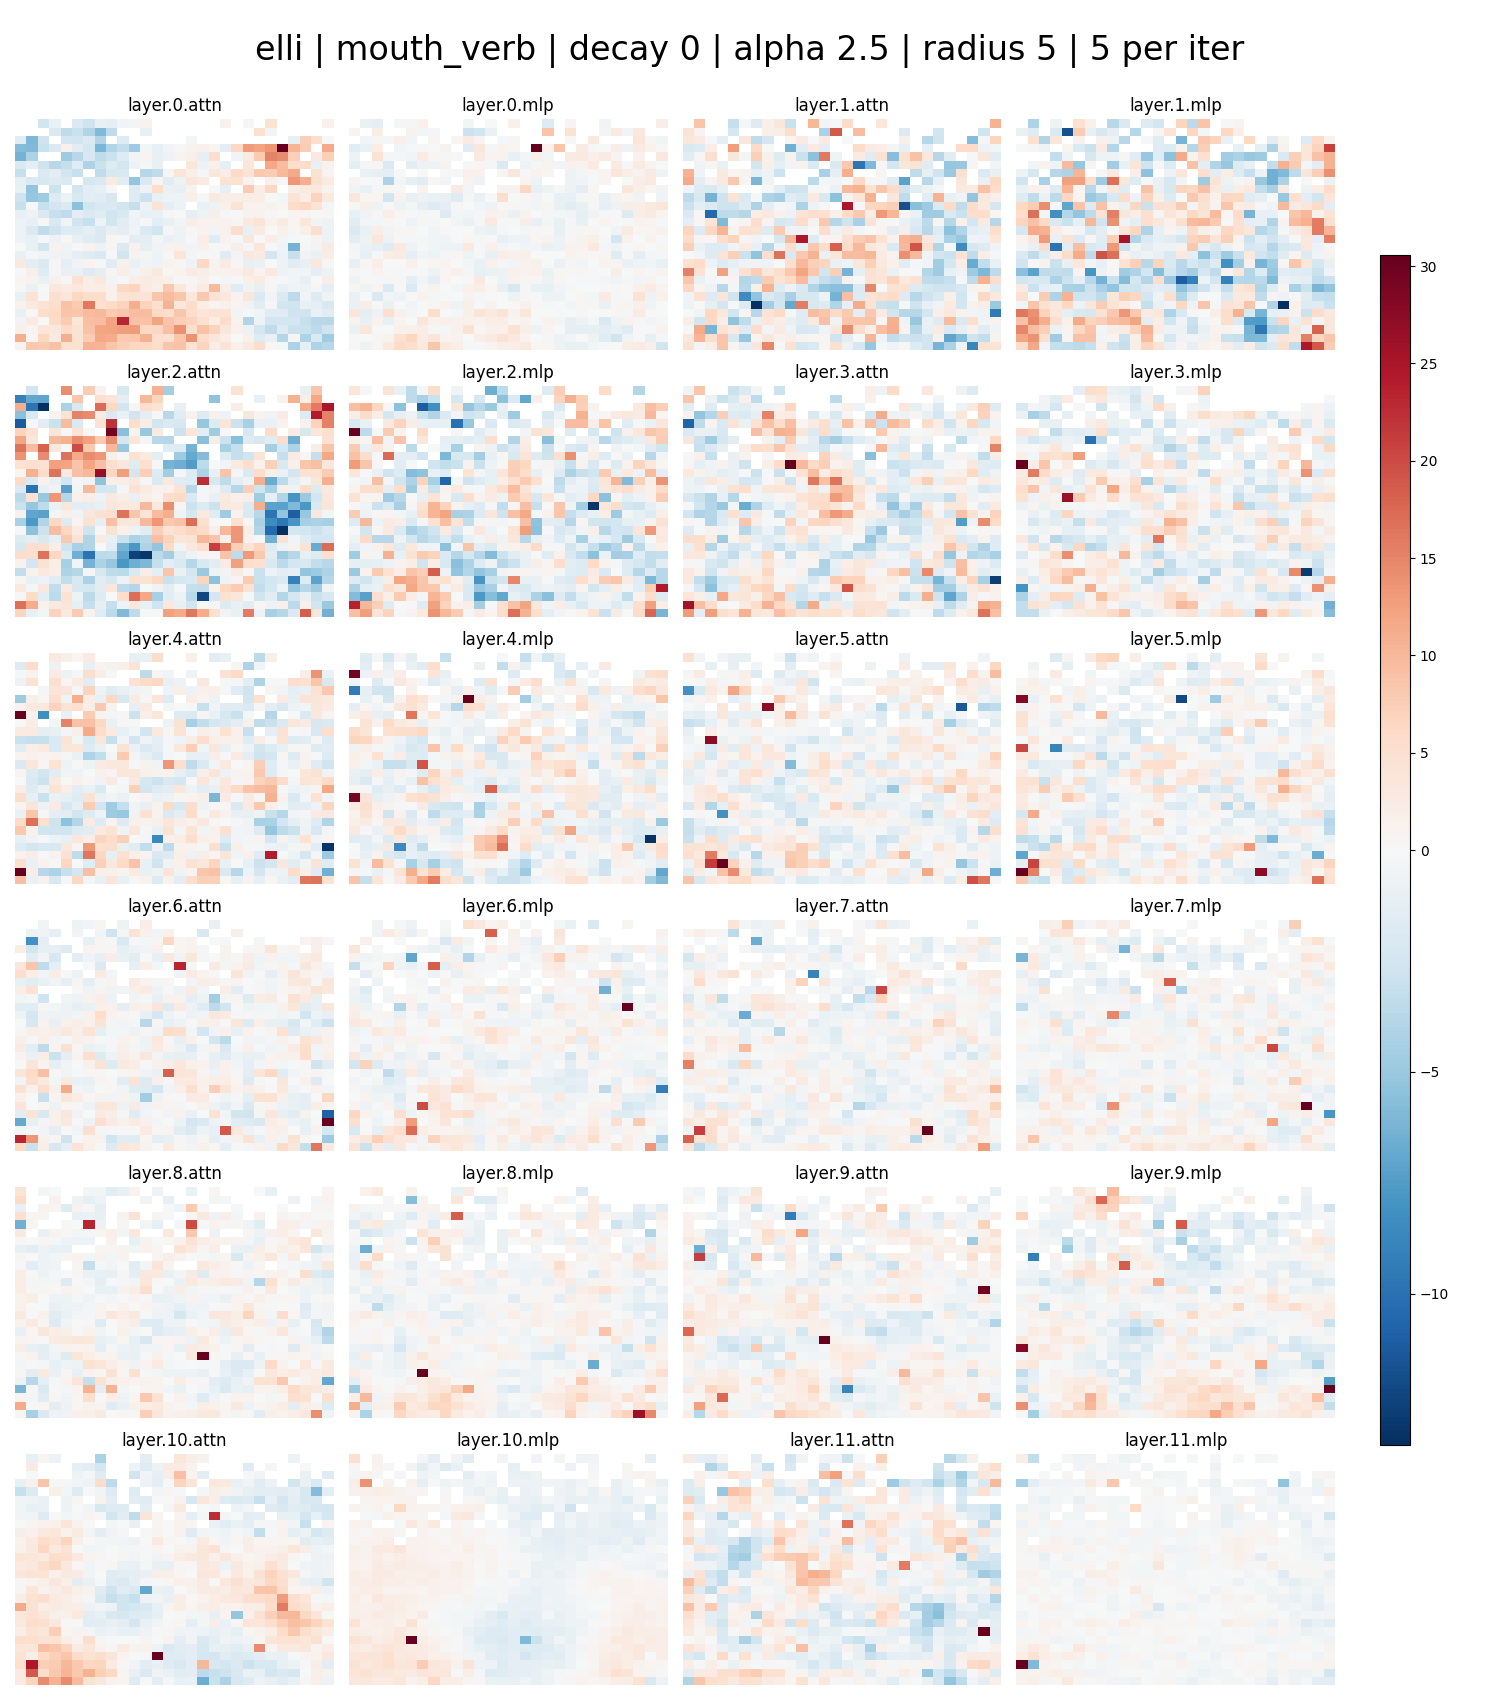 elli | mouth_verb | decay 0 | alpha 2.5 | radius 5 | 5 per iter
layer.0.attn
layer.0.mlp
layer.1.attn
layer.1.mlp
layer.2.attn
layer.2.mlp
layer.3.attn
layer.3.mlp
layer.4.attn
layer.4.mlp
layer.5.attn
layer.5.mlp
layer.6.attn
layer.6.mlp
layer.7.attn
layer.7.mlp
layer.8.attn
layer.8.mlp
layer.9.attn
layer.9.mlp
layer.10.attn
layer.10.mlp
layer.11.attn
layer.11.mlp
30
25
20
15
10
5
0
−5
−10